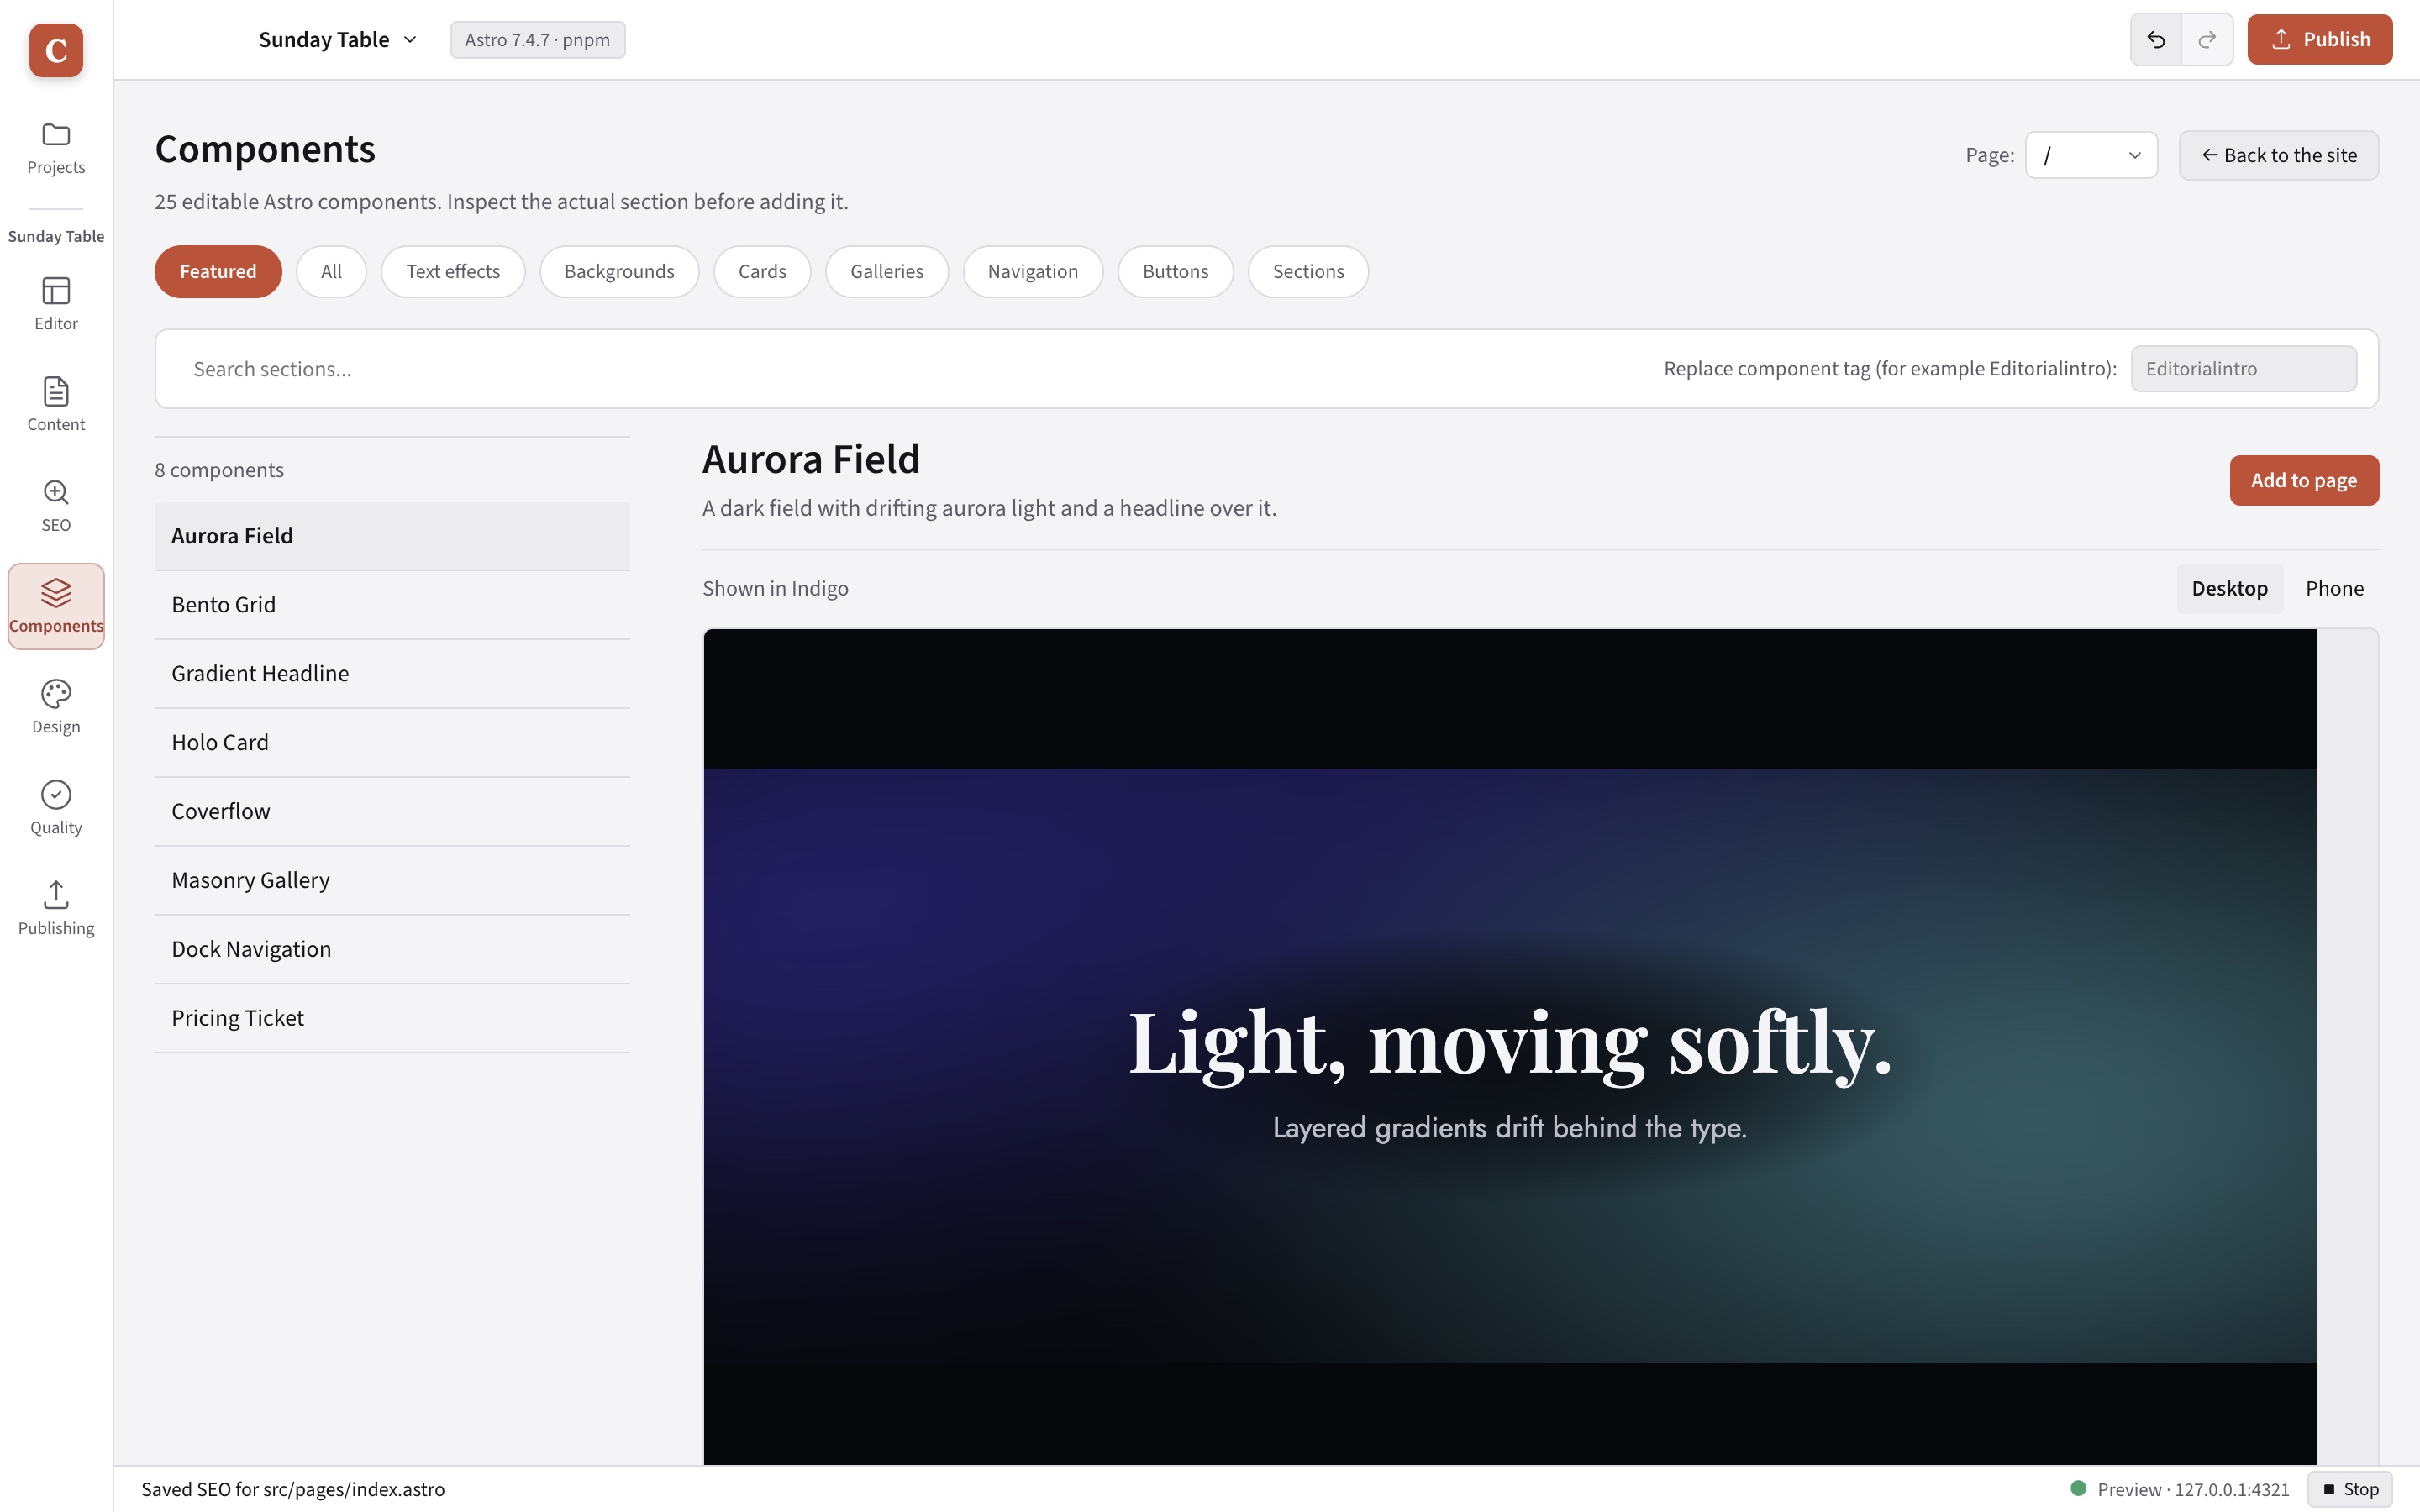 C
Sunday Table
Astro 7.4.7 · pnpm
Publish
Projects
Sunday Table
Editor
Content
SEO
Components
Design
Quality
Publishing
Components
25 editable Astro components. Inspect the actual section before adding it.
Page: /
← Back to the site
Featured
All
Text effects
Backgrounds
Cards
Galleries
Navigation
Buttons
Sections
Search sections...
Replace component tag (for example Editorialintro): Editorialintro
8 components
Aurora Field
Bento Grid
Gradient Headline
Holo Card
Coverflow
Masonry Gallery
Dock Navigation
Pricing Ticket
Aurora Field
A dark field with drifting aurora light and a headline over it.
Add to page
Shown in Indigo
Desktop
Phone
Light, moving softly.
Layered gradients drift behind the type.
Saved SEO for src/pages/index.astro
Preview · 127.0.0.1:4321
Stop